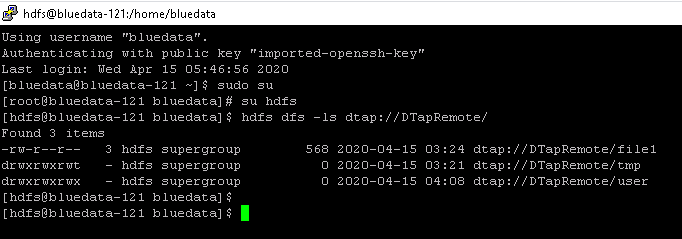 hdfs@bluedata-121:/home/bluedata
Using username "bluedata".
Authenticating with public key "imported-openssh-key"
Last login: Wed Apr 15 05:46:56 2020
[bluedata@bluedata-121 ~]$ sudo su
[root@bluedata-121 bluedata]# su hdfs
[hdfs@bluedata-121 bluedata]$ hdfs dfs -ls dtap://DTapRemote/
Found 3 items
-rw-r--r--   3 hdfs supergroup        568 2020-04-15 03:24 dtap://DTapRemote/file1
drwxrwxrwt   - hdfs supergroup          0 2020-04-15 03:21 dtap://DTapRemote/tmp
drwxrwxrwx   - hdfs supergroup          0 2020-04-15 04:08 dtap://DTapRemote/user
[hdfs@bluedata-121 bluedata]$
[hdfs@bluedata-121 bluedata]$